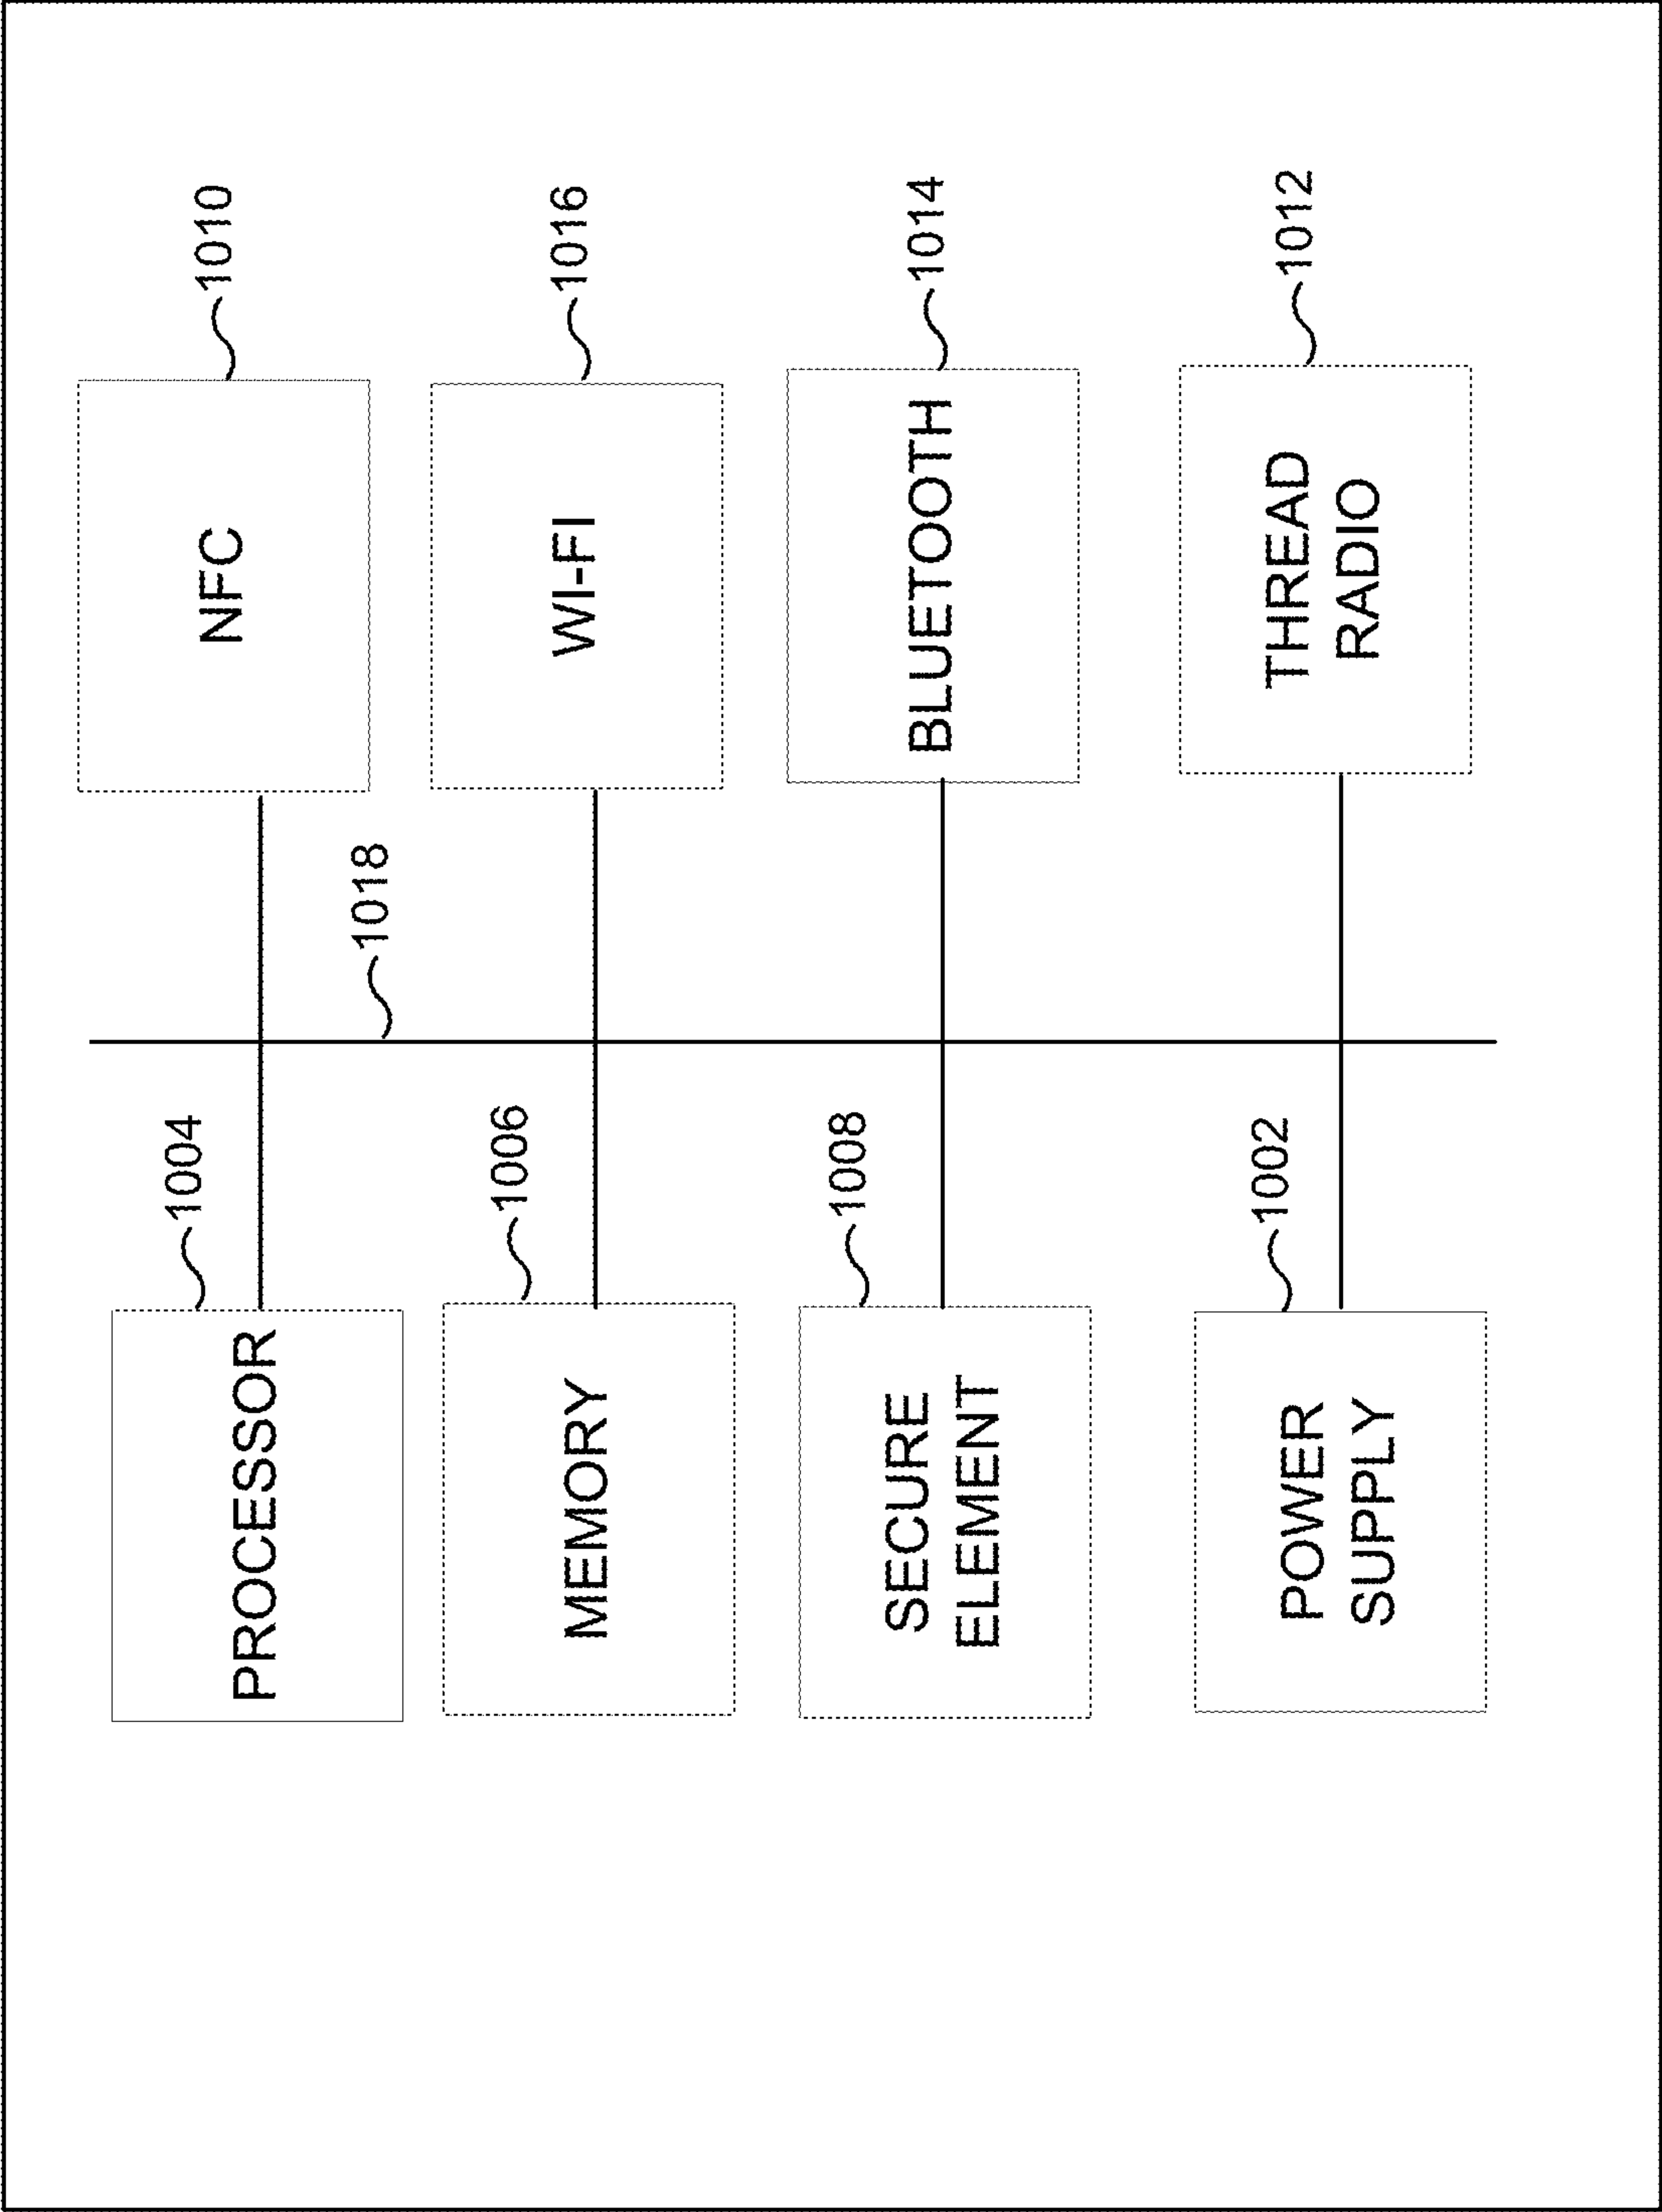 1004
PROCESSOR
1006
MEMORY
1008
SECURE
ELEMENT
1002
POWER
SUPPLY
1018
1010
NFC
1016
WI-FI
1014
BLUETOOTH
1012
THREAD
RADIO